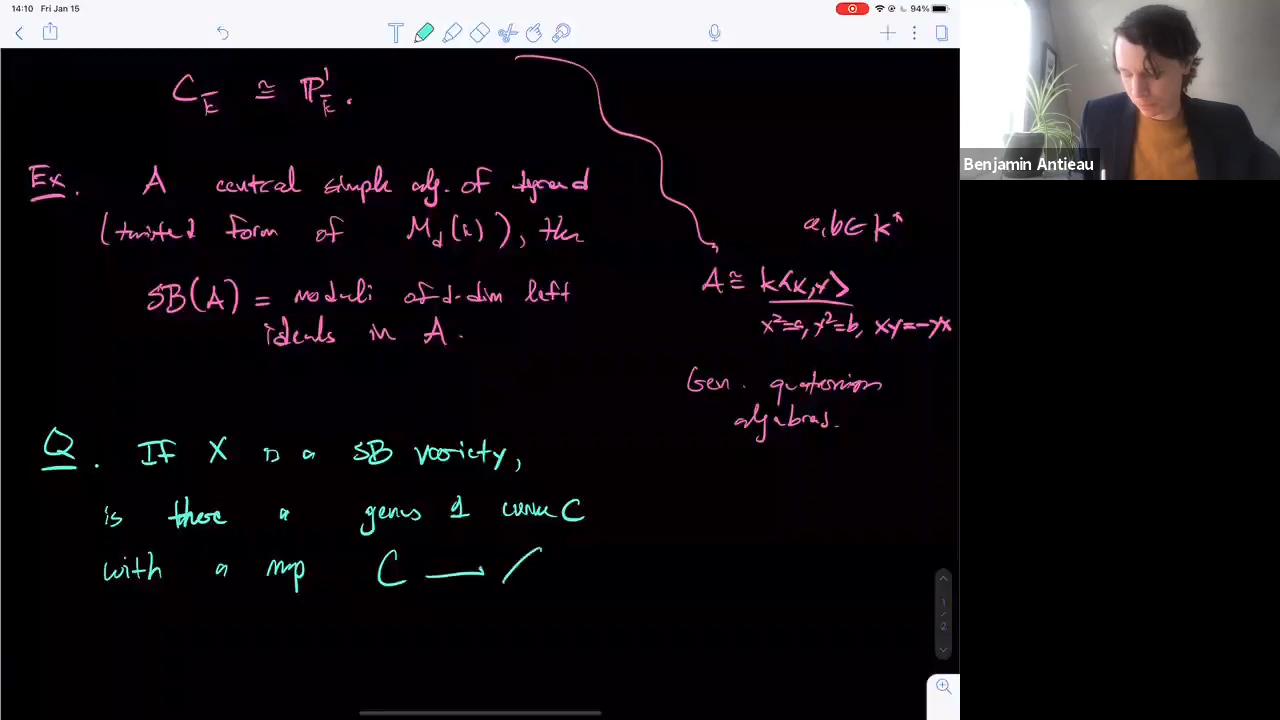 14:10 Fri Jan 15
94%
C_k̄ ≅ P¹_k̄.
Ex. A central simple alg. of degree d
(twisted form of M_d(k)), then
SB(A) = moduli of d-dim left
ideals in A.
a,b ∈ k^x
A ≅ k<x,y>
x²=a, y²=b, xy=-yx
Gen. quaternion
algebras.
Q. If X is a SB variety,
is there a genus 1 curve C
with a map C —
1
/
2
Benjamin Antieau